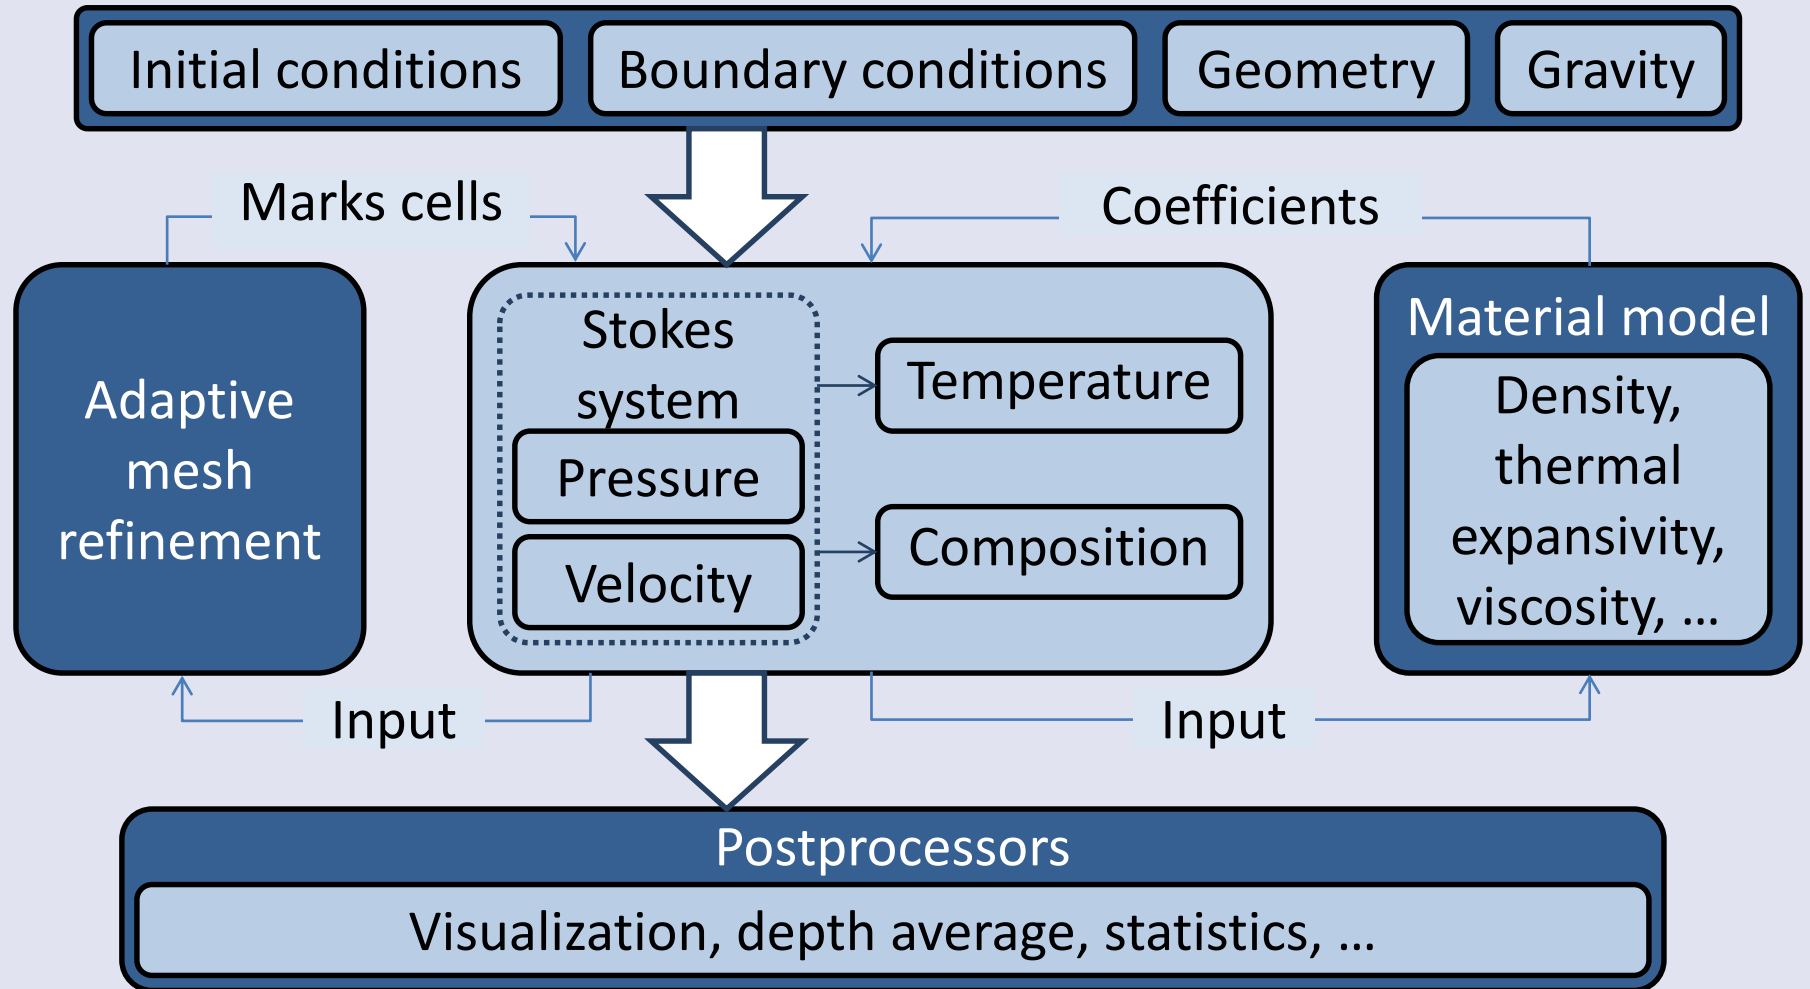 Initial conditions
Boundary conditions
Geometry
Gravity
Marks cells
Coefficients
Adaptive
mesh
refinement
Stokes
system
Pressure
Velocity
Temperature
Composition
Material model
Density,
thermal
expansivity,
viscosity, ...
Input
Input
Postprocessors
Visualization, depth average, statistics, ...